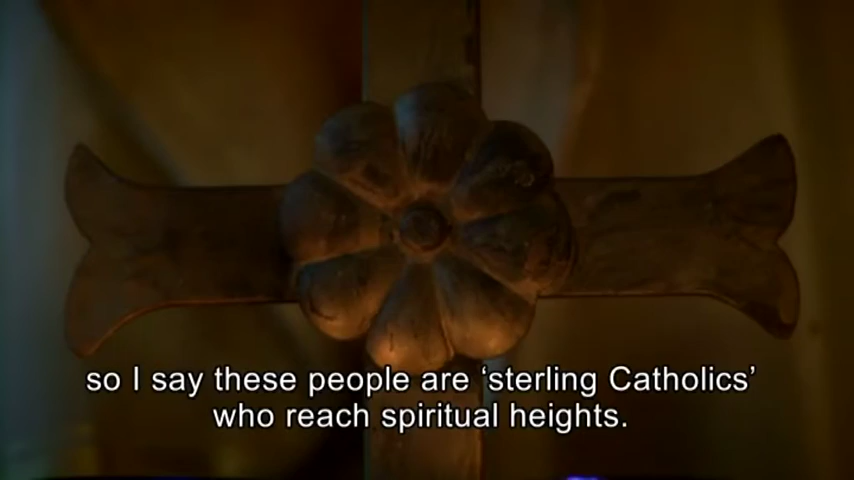 so I say these people are ‘sterling Catholics’
who reach spiritual heights.